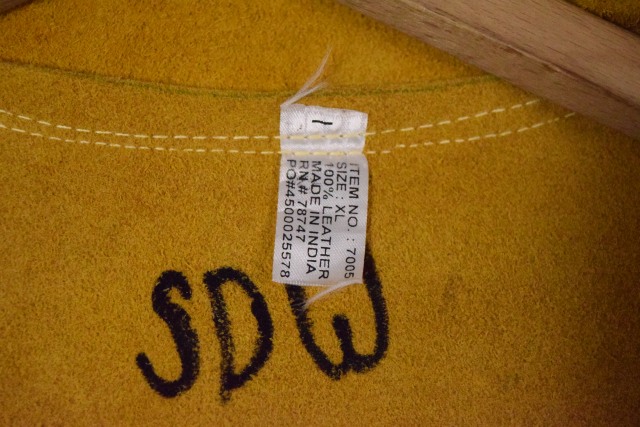 ITEM NO. : 7005
SIZE : XL
100% LEATHER
MADE IN INDIA
RN.# 78747
PO#4500025578
SDW